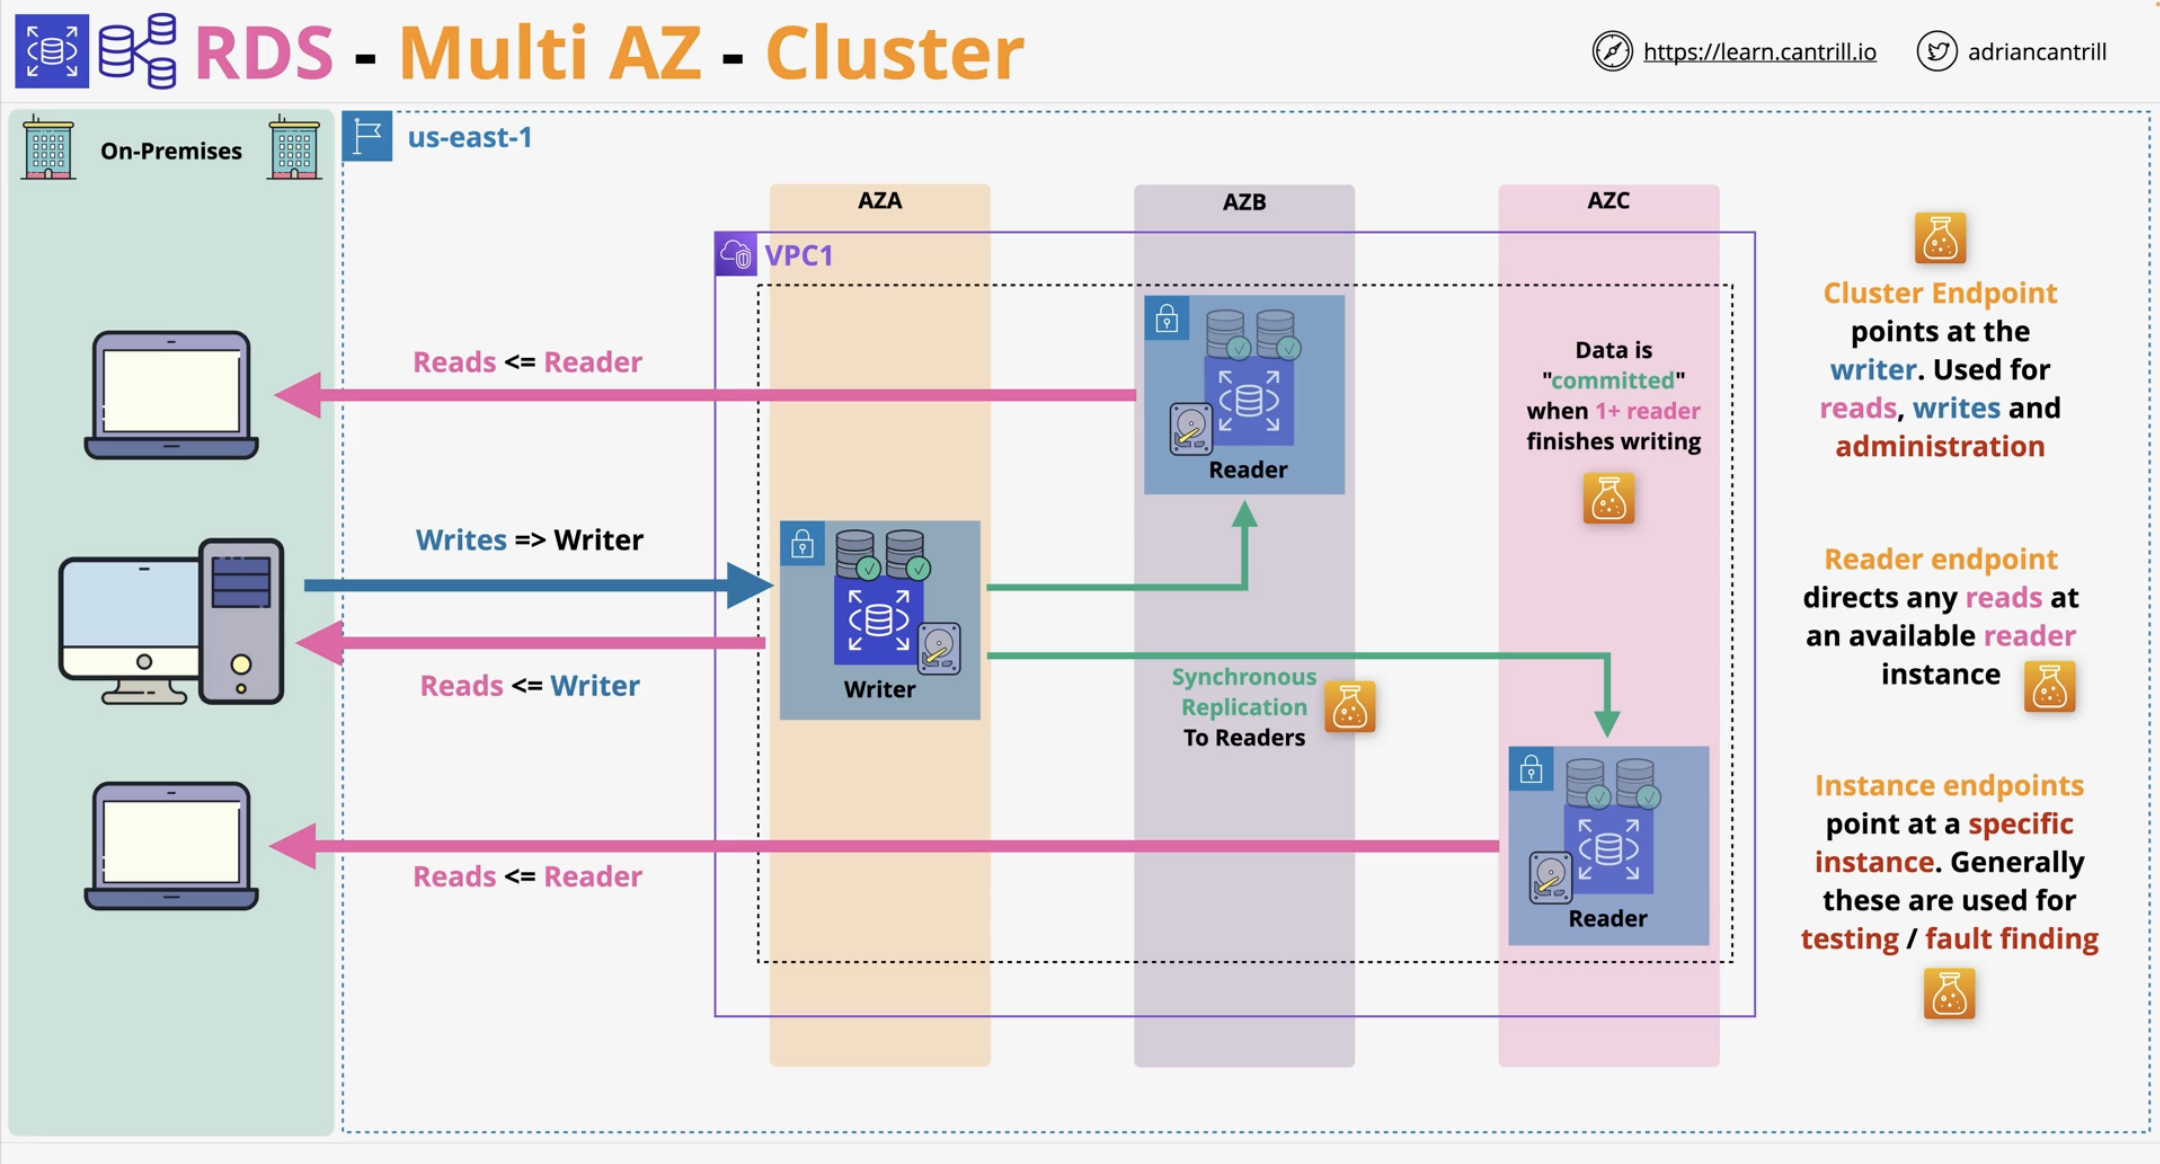 RDS - Multi AZ - Cluster
https://learn.cantrill.io
adriancantrill
On-Premises
us-east-1
AZA
AZB
AZC
VPC1
Reads <= Reader
Writes => Writer
Reads <= Writer
Reads <= Reader
Writer
Reader
Synchronous
Replication
To Readers
Data is
"committed"
when 1+ reader
finishes writing
Reader
Cluster Endpoint
points at the
writer. Used for
reads, writes and
administration
Reader endpoint
directs any reads at
an available reader
instance
Instance endpoints
point at a specific
instance. Generally
these are used for
testing / fault finding